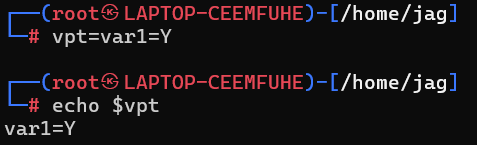 ┌──(root㉿LAPTOP-CEEMFUHE)-[/home/jag]
└─# vpt=var1=Y
┌──(root㉿LAPTOP-CEEMFUHE)-[/home/jag]
└─# echo $vpt
var1=Y